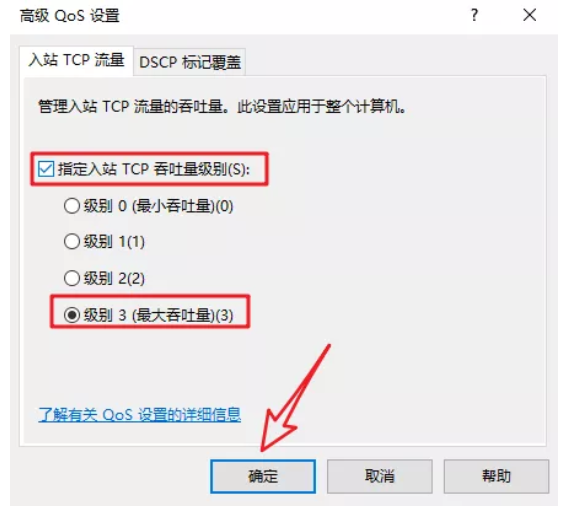 高级 QoS 设置
?
入站 TCP 流量
DSCP 标记覆盖
管理入站 TCP 流量的吞吐量。此设置应用于整个计算机。
指定入站 TCP 吞吐量级别(S):
级别 0 (最小吞吐量)(0)
级别 1(1)
级别 2(2)
级别 3 (最大吞吐量)(3)
了解有关 QoS 设置的详细信息
确定
取消
帮助